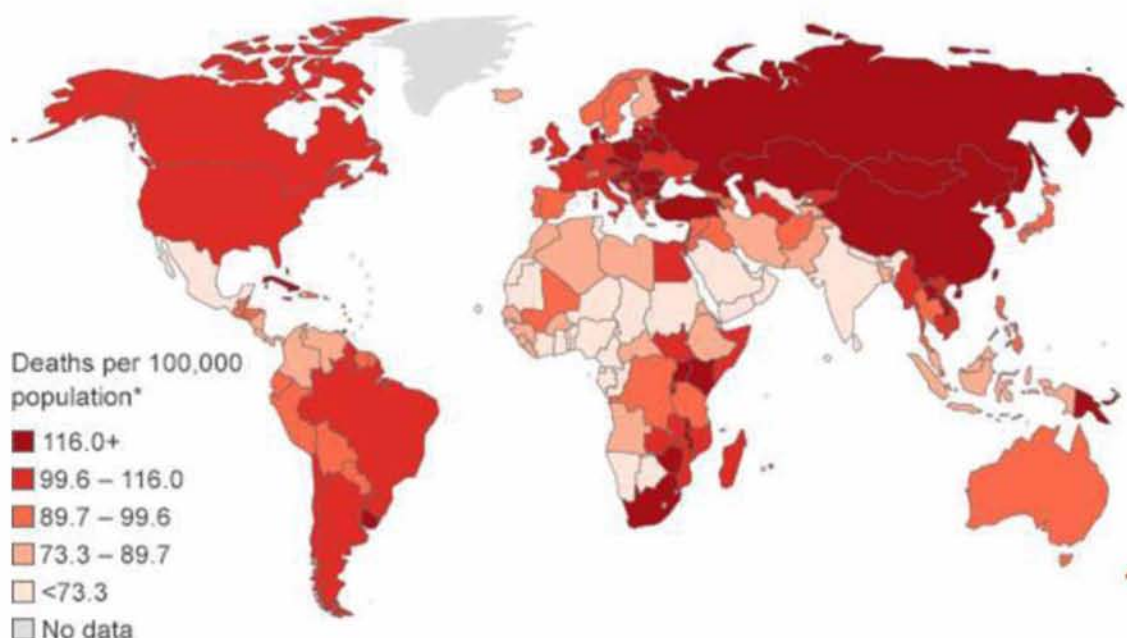 Deaths per 100,000
population*
116.0+
99.6 – 116.0
89.7 – 99.6
73.3 – 89.7
<73.3
No data